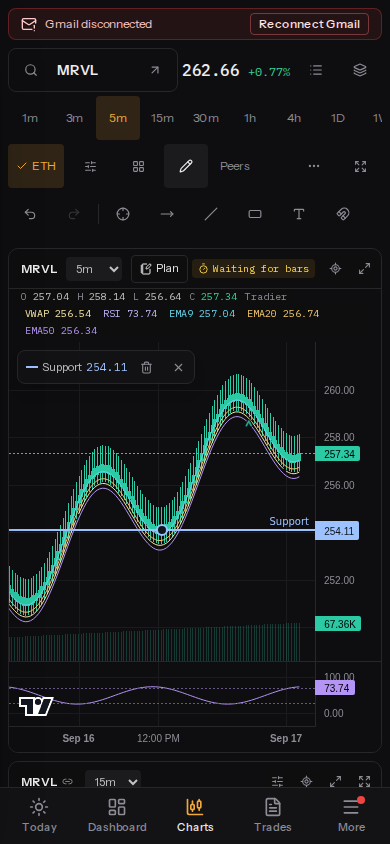 Gmail disconnected Reconnect Gmail
MRVL 262.66 +0.77%
1m 3m 5m 15m 30m 1h 4h 1D
ETH Peers
MRVL 5m Plan Waiting for bars
O 257.04 H 258.14 L 256.64 C 257.34 Tradier
VWAP 256.54 RSI 73.74 EMA9 257.04 EMA20 256.74
EMA50 256.34
Support 254.11
260.00
258.00
257.34
256.00
Support 254.11
252.00
67.36K
100.00
73.74
0.00
Sep 16 12:00 PM Sep 17
MRVL 15m
Today Dashboard Charts Trades More